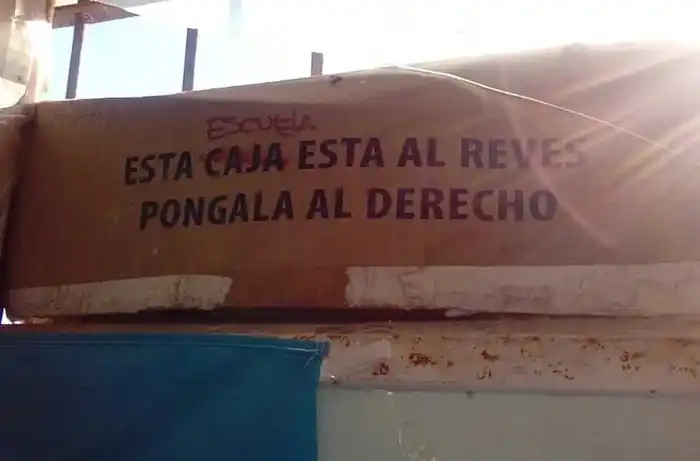 ESCUELA
ESTA CAJA ESTA AL REVES
PONGALA AL DERECHO